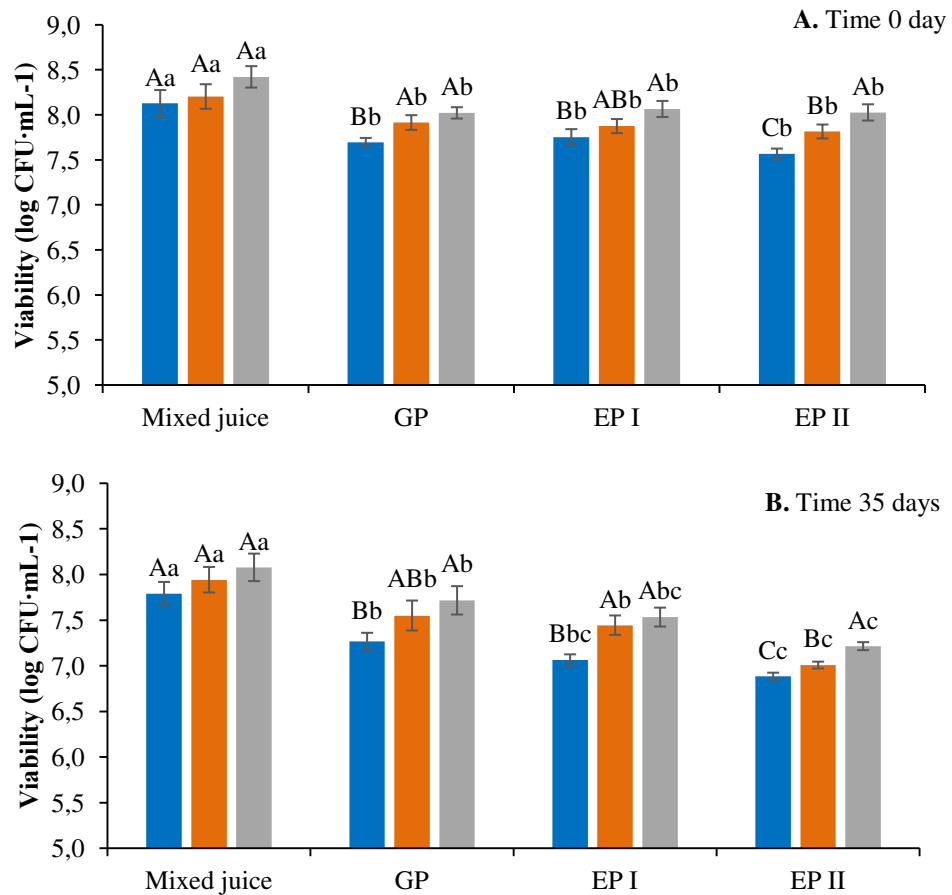 A. Time 0 day
Viability (log CFU·mL-1)
9,0
8,5
8,0
7,5
7,0
6,5
6,0
5,5
5,0
Aa Aa Aa
Bb Ab Ab
Bb ABb Ab
Cb Bb Ab
Mixed juice GP EP I EP II
B. Time 35 days
Viability (log CFU·mL-1)
9,0
8,5
8,0
7,5
7,0
6,5
6,0
5,5
5,0
Aa Aa Aa
Bb ABb Ab
Bbc Ab Abc
Cc Bc Ac
Mixed juice GP EP I EP II